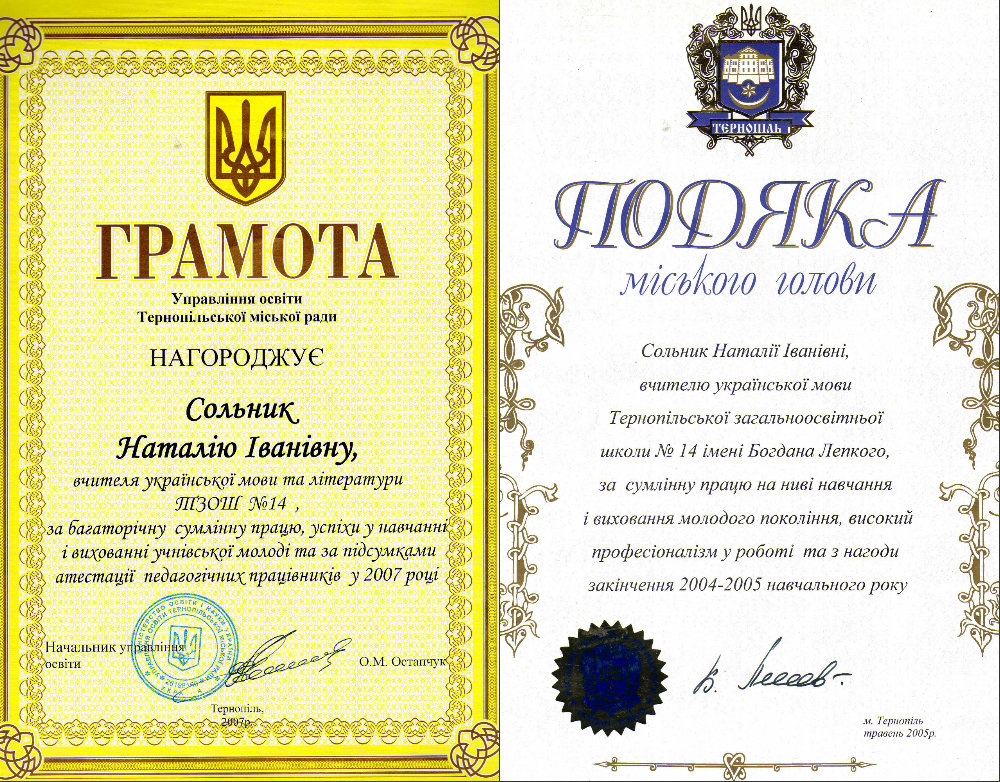 ГРАМОТА
Управління освіти
Тернопільської міської ради
НАГОРОДЖУЄ
Сольник
Наталію Іванівну,
вчителя української мови та літератури
ТЗОШ №14 ,
за багаторічну сумлінну працю, успіхи у навчанні
і вихованні учнівської молоді та за підсумками
атестації педагогічних працівників у 2007 році
Начальник управління
освіти
О.М. Остапчук
Тернопіль,
2007р.
ТЕРНОПІЛЬ
ПОДЯКА
міського голови
Сольник Наталії Іванівні,
вчителю української мови
Тернопільської загальноосвітньої
школи № 14 імені Богдана Лепкого,
за сумлінну працю на ниві навчання
і виховання молодого покоління, високий
професіоналізм у роботі та з нагоди
закінчення 2004-2005 навчального року
м. Тернопіль
травень 2005р.